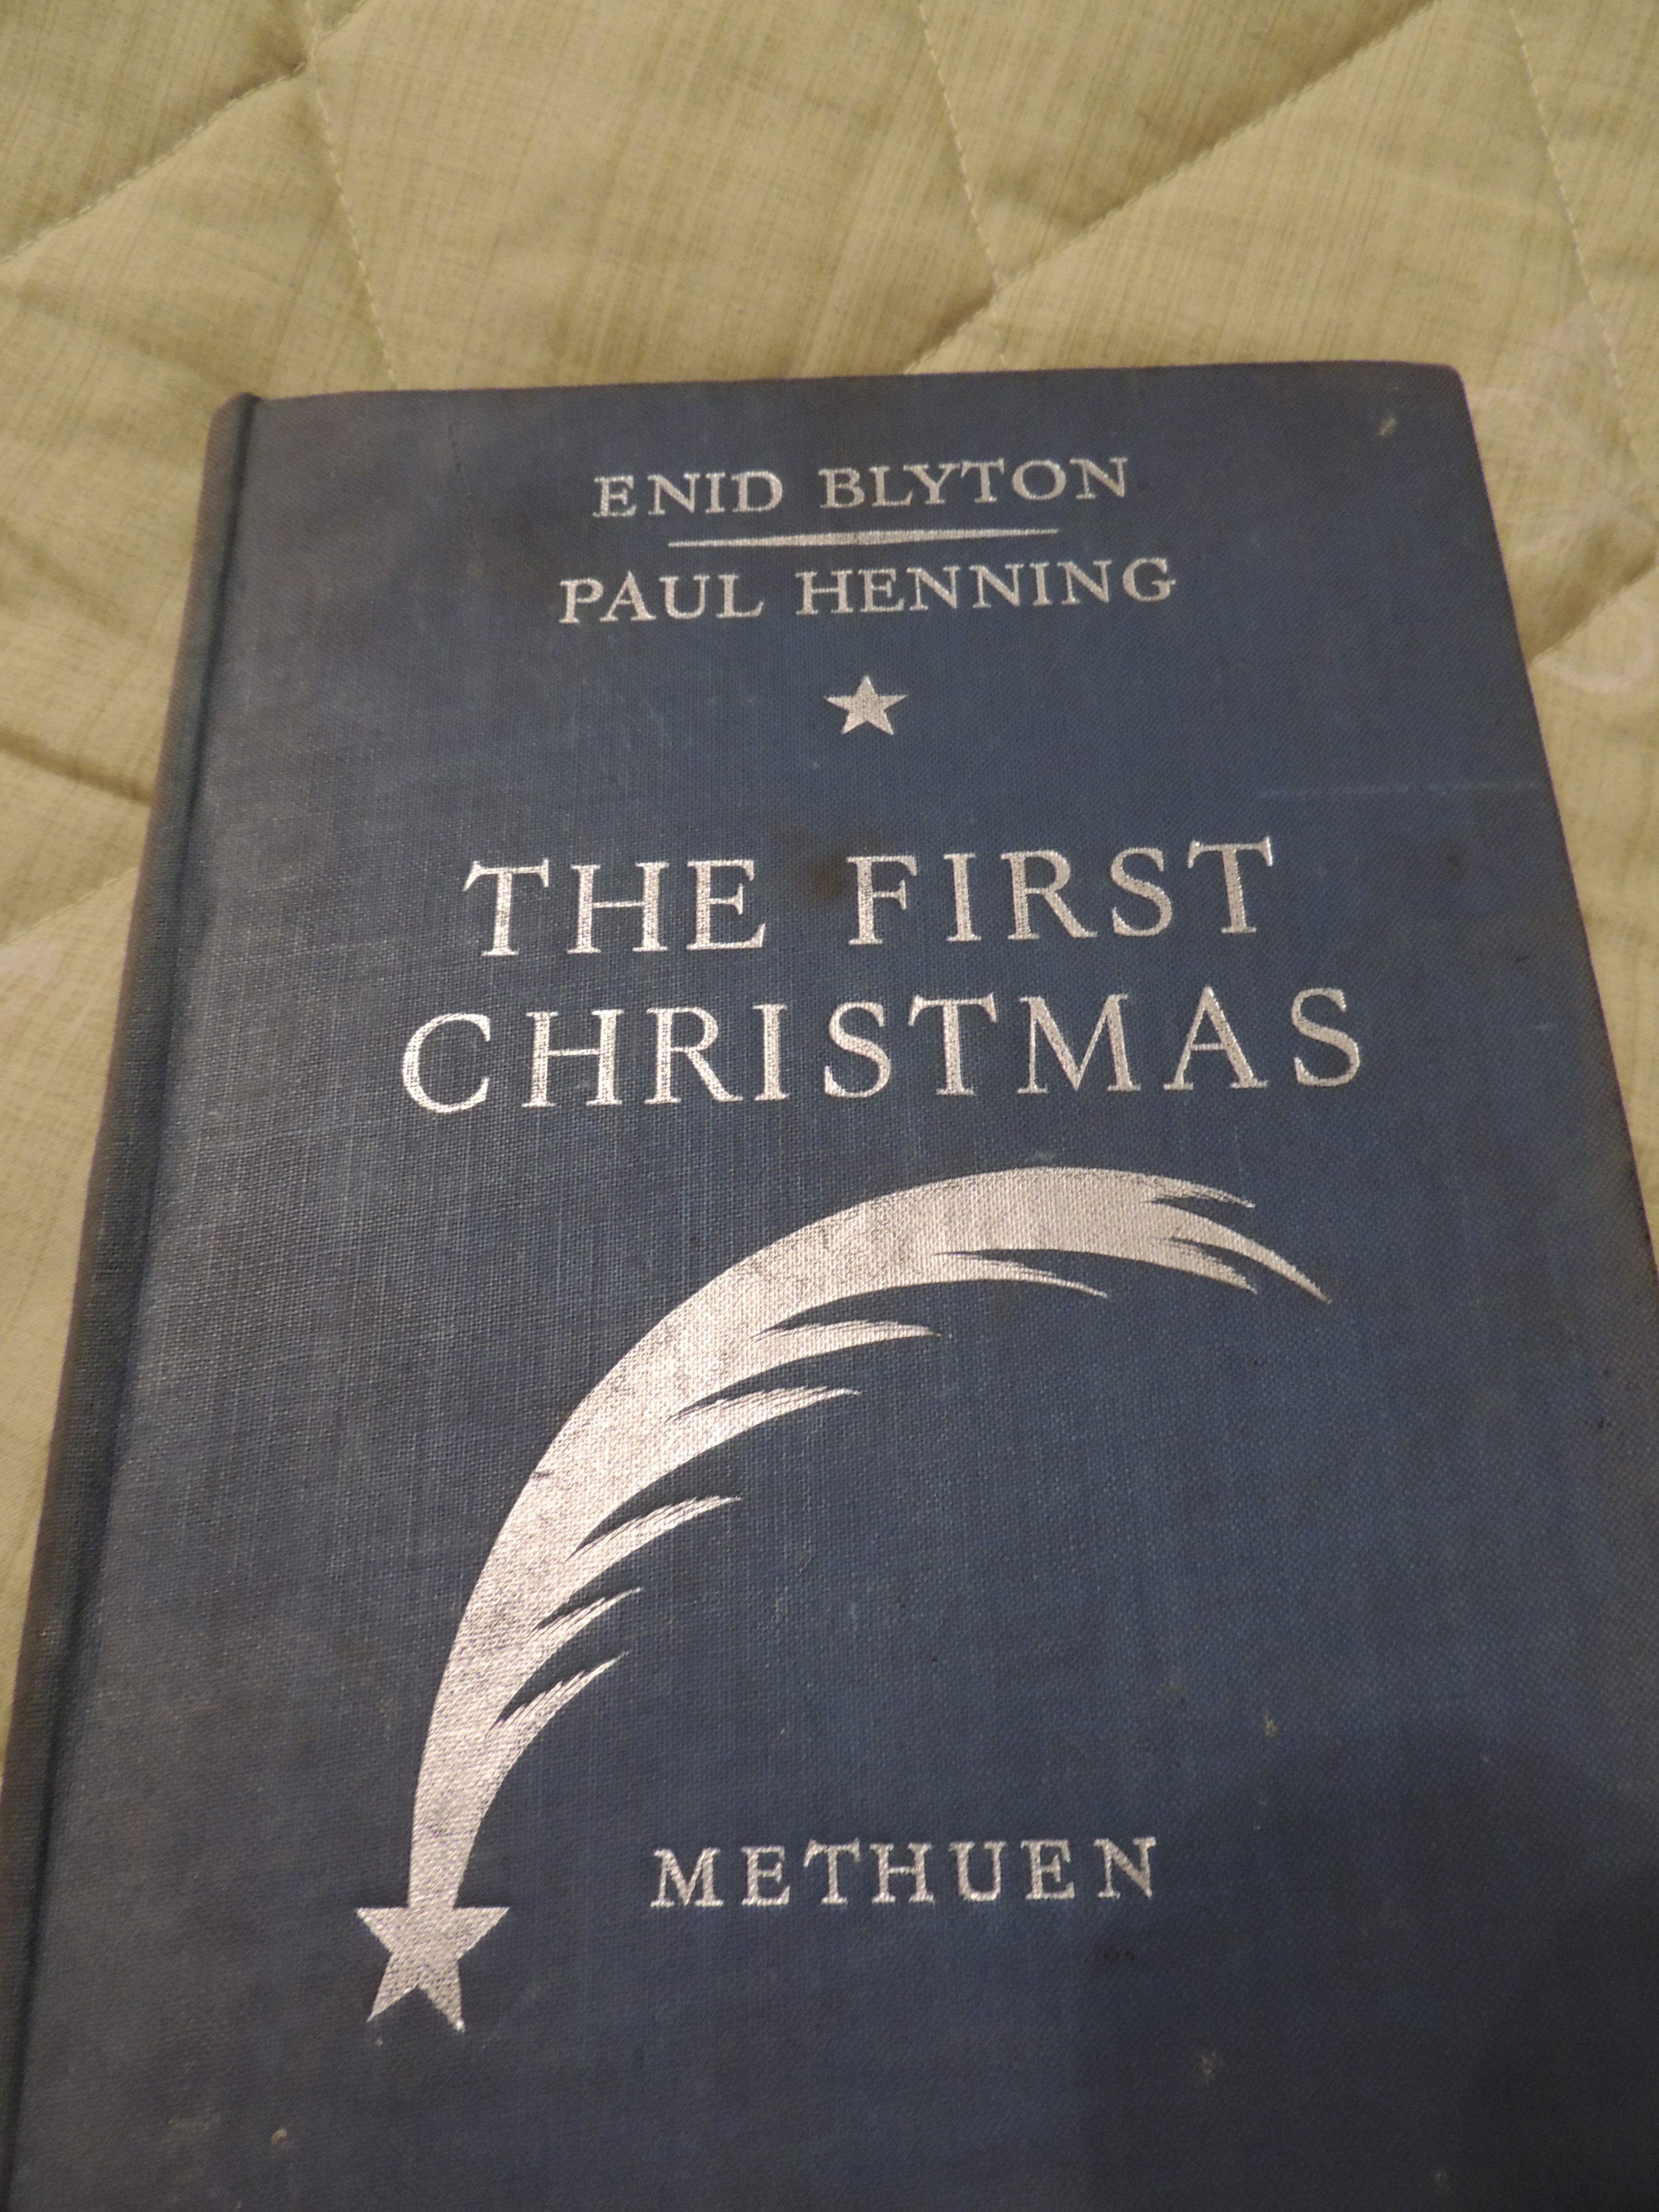 ENID BLYTON
PAUL HENNING
THE FIRST
CHRISTMAS
METHUEN